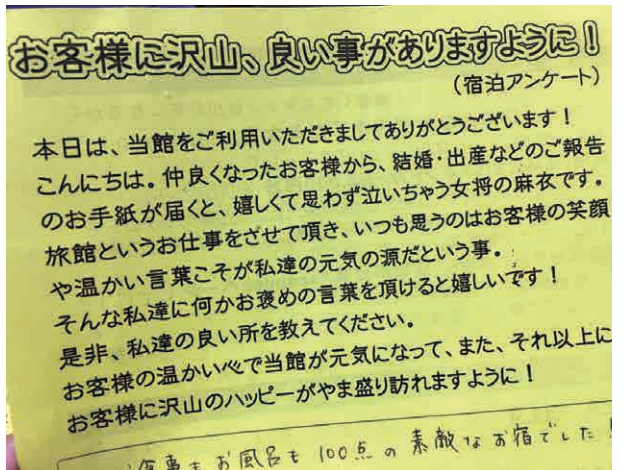 お客様に沢山、良い事がありますように！
(宿泊アンケート)
本日は、当館をご利用いただきましてありがとうございます！
こんにちは。仲良くなったお客様から、結婚・出産などのご報告
のお手紙が届くと、嬉しくて思わず泣いちゃう女将の麻衣です。
旅館というお仕事をさせて頂き、いつも思うのはお客様の笑顔
や温かい言葉こそが私達の元気の源だという事。
そんな私達に何かお褒めの言葉を頂けると嬉しいです！
是非、私達の良い所を教えてください。
お客様の温かい心で当館が元気になって、また、それ以上に
お客様に沢山のハッピーがやま盛り訪れますように！
食事もお風呂も100点の素敵なお宿でした！